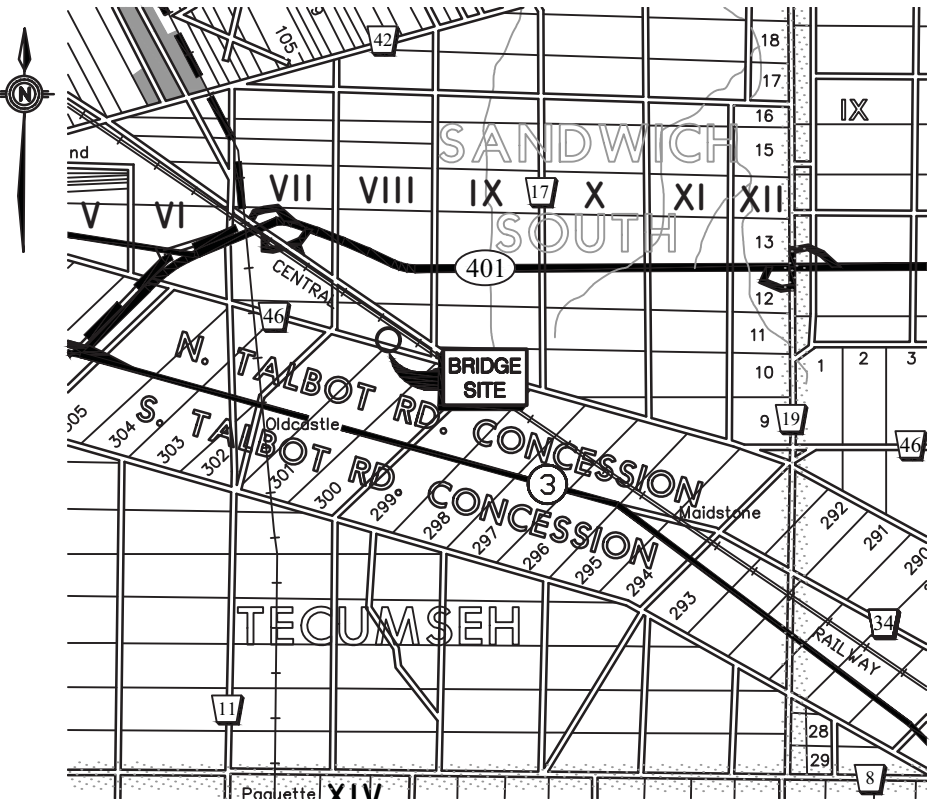 105
42
18
17
IX
16
SANDWICH
15
N
nd
VII
VIII
IX
17
X
XI
XII
V
VI
SOUTH
13
401
CENTRAL
12
46
11
N. TALBOT RD. CONCESSION
BRIDGE
SITE
10
1
2
3
9
19
46
S. TALBOT RD. CONCESSION
Oldcastle
305
304
303
302
301
300
299
298
297
296
295
294
293
292
291
290
3
Maidstone
TECUMSEH
34
RAILWAY
11
28
29
8
Paquette
XIV